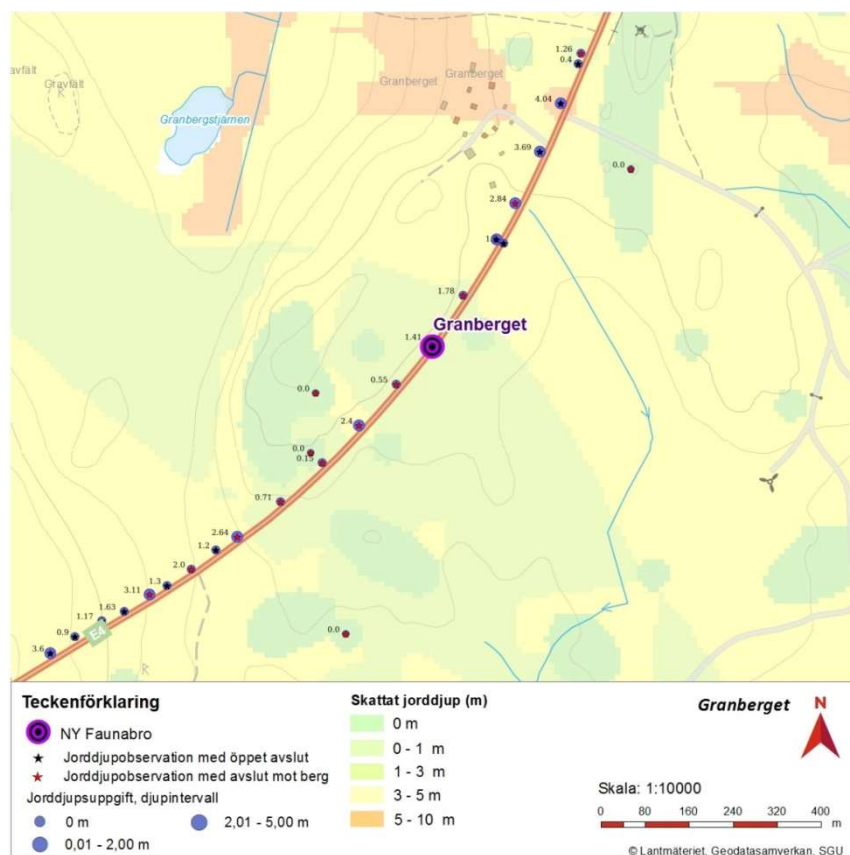 1.26
0.4
Gravfält
Gravfält
Granberget
Granberget
4.04
Granbergstjärnen
3.69
0.0
2.84
1.78
Granberget
1.41
0.55
0.0
2.4
0.0
0.15
0.71
2.64
1.2
2.0
1.3
3.11
1.63
1.17
0.9
E4
3.6
0.0
R
R
Teckenförklaring
NY Faunabro
Jorddjupobservation med öppet avslut
Jorddjupobservation med avslut mot berg
Jorddjupsuppgift, djupintervall
0 m
2,01 - 5,00 m
0,01 - 2,00 m
Skattat jorddjup (m)
0 m
0 - 1 m
1 - 3 m
3 - 5 m
5 - 10 m
Granberget
N
Skala: 1:10000
0 80 160 240 320 400 m
© Lantmäteriet, Geodatasamverkan, SGU